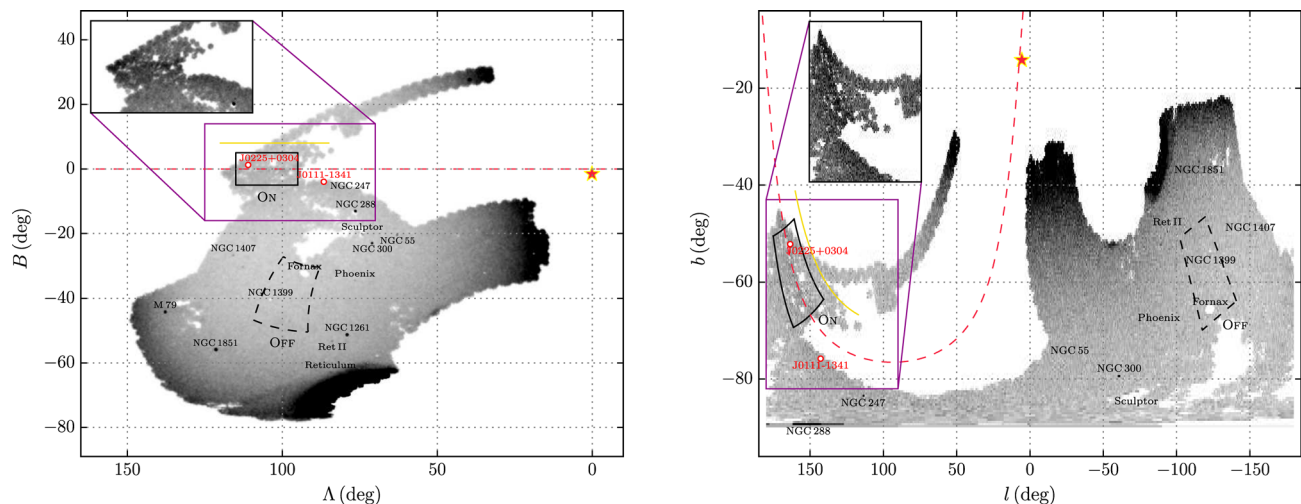 40
20
0
−20
−40
−60
−80
B (deg)
150
100
50
0
Λ (deg)
J0225+0304
J0111-1341
NGC 247
ON
NGC 288
Sculptor
NGC 55
NGC 300
NGC 1407
Fornax
Phoenix
NGC 1399
M 79
OFF
NGC 1261
NGC 1851
Ret II
Reticulum
−20
−40
−60
−80
b (deg)
150
100
50
0
−50
−100
−150
l (deg)
NGC 1851
Ret II
NGC 1407
J0225+0304
NGC 1399
Fornax
ON
Phoenix
OFF
J0111-1341
NGC 55
NGC 300
NGC 247
Sculptor
NGC 288